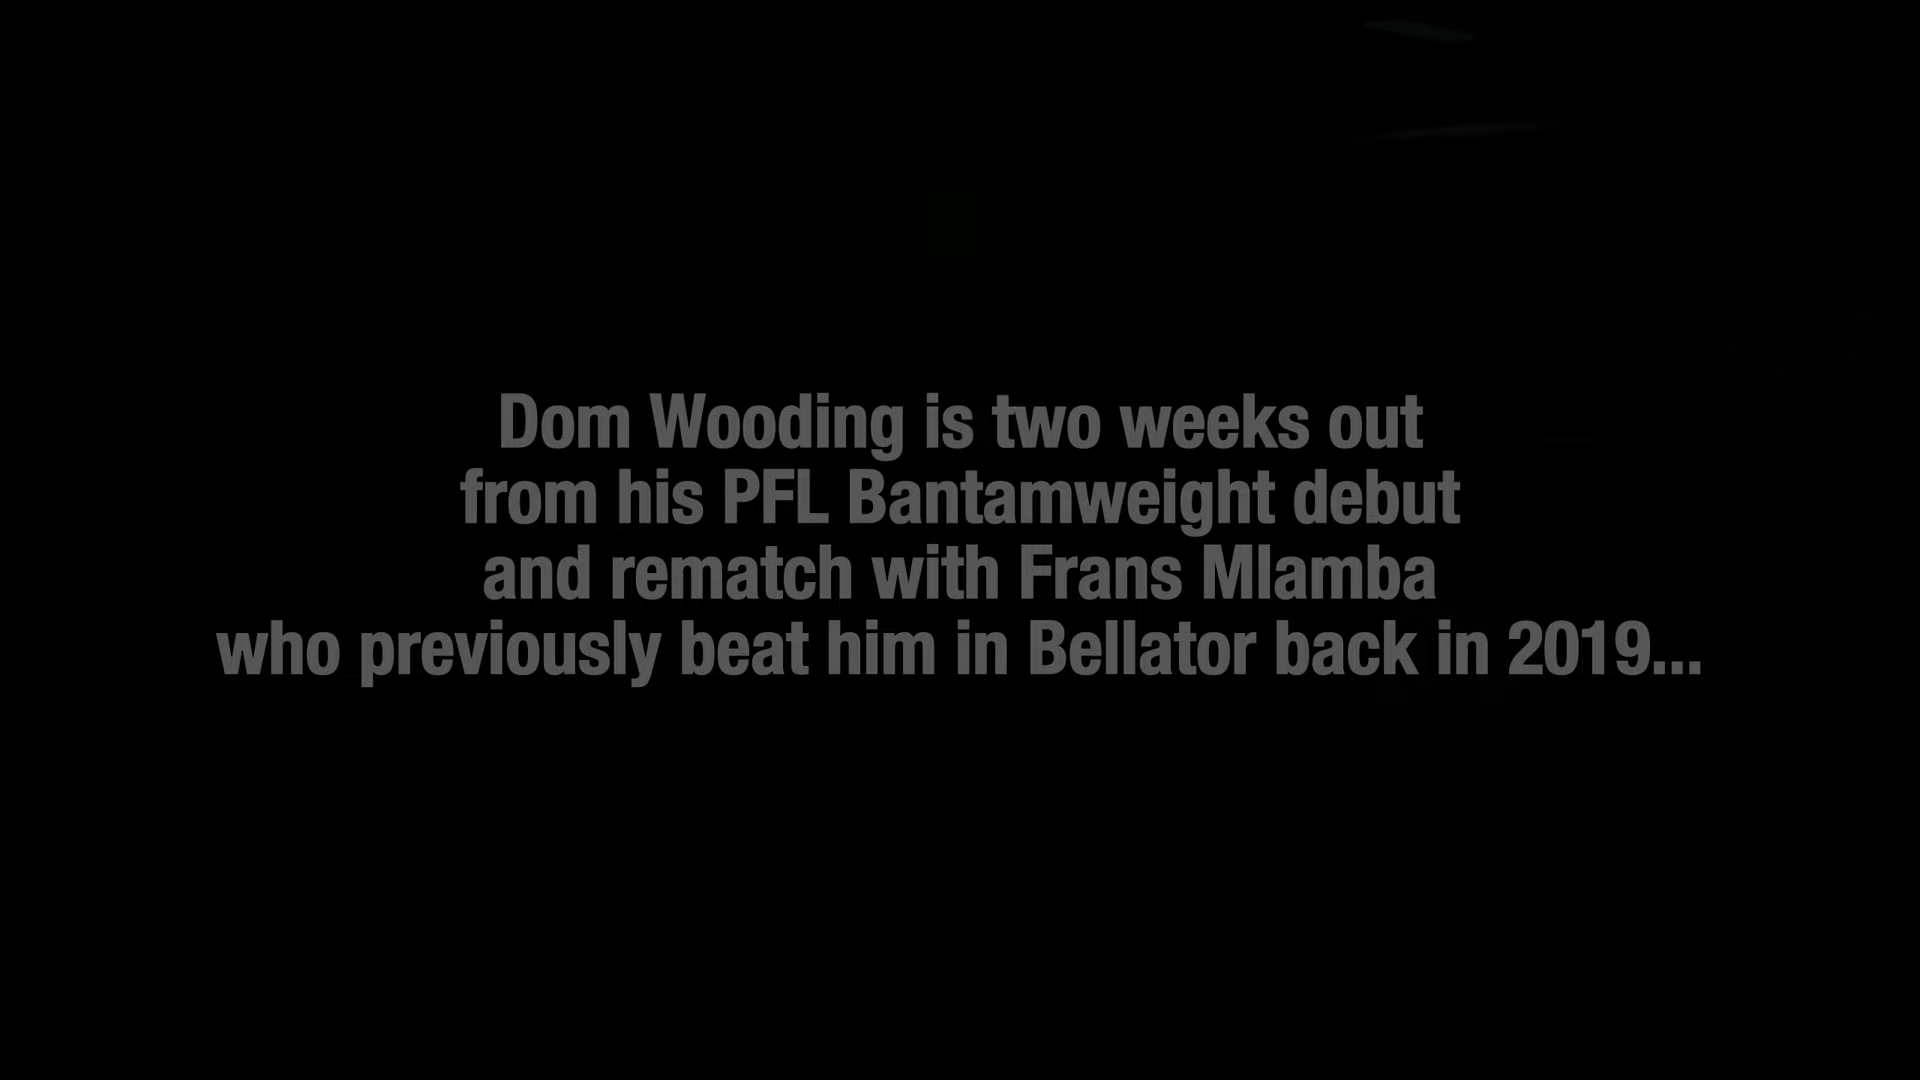 Dom Wooding is two weeks out
from his PFL Bantamweight debut
and rematch with Frans Mlamba
who previously beat him in Bellator back in 2019...